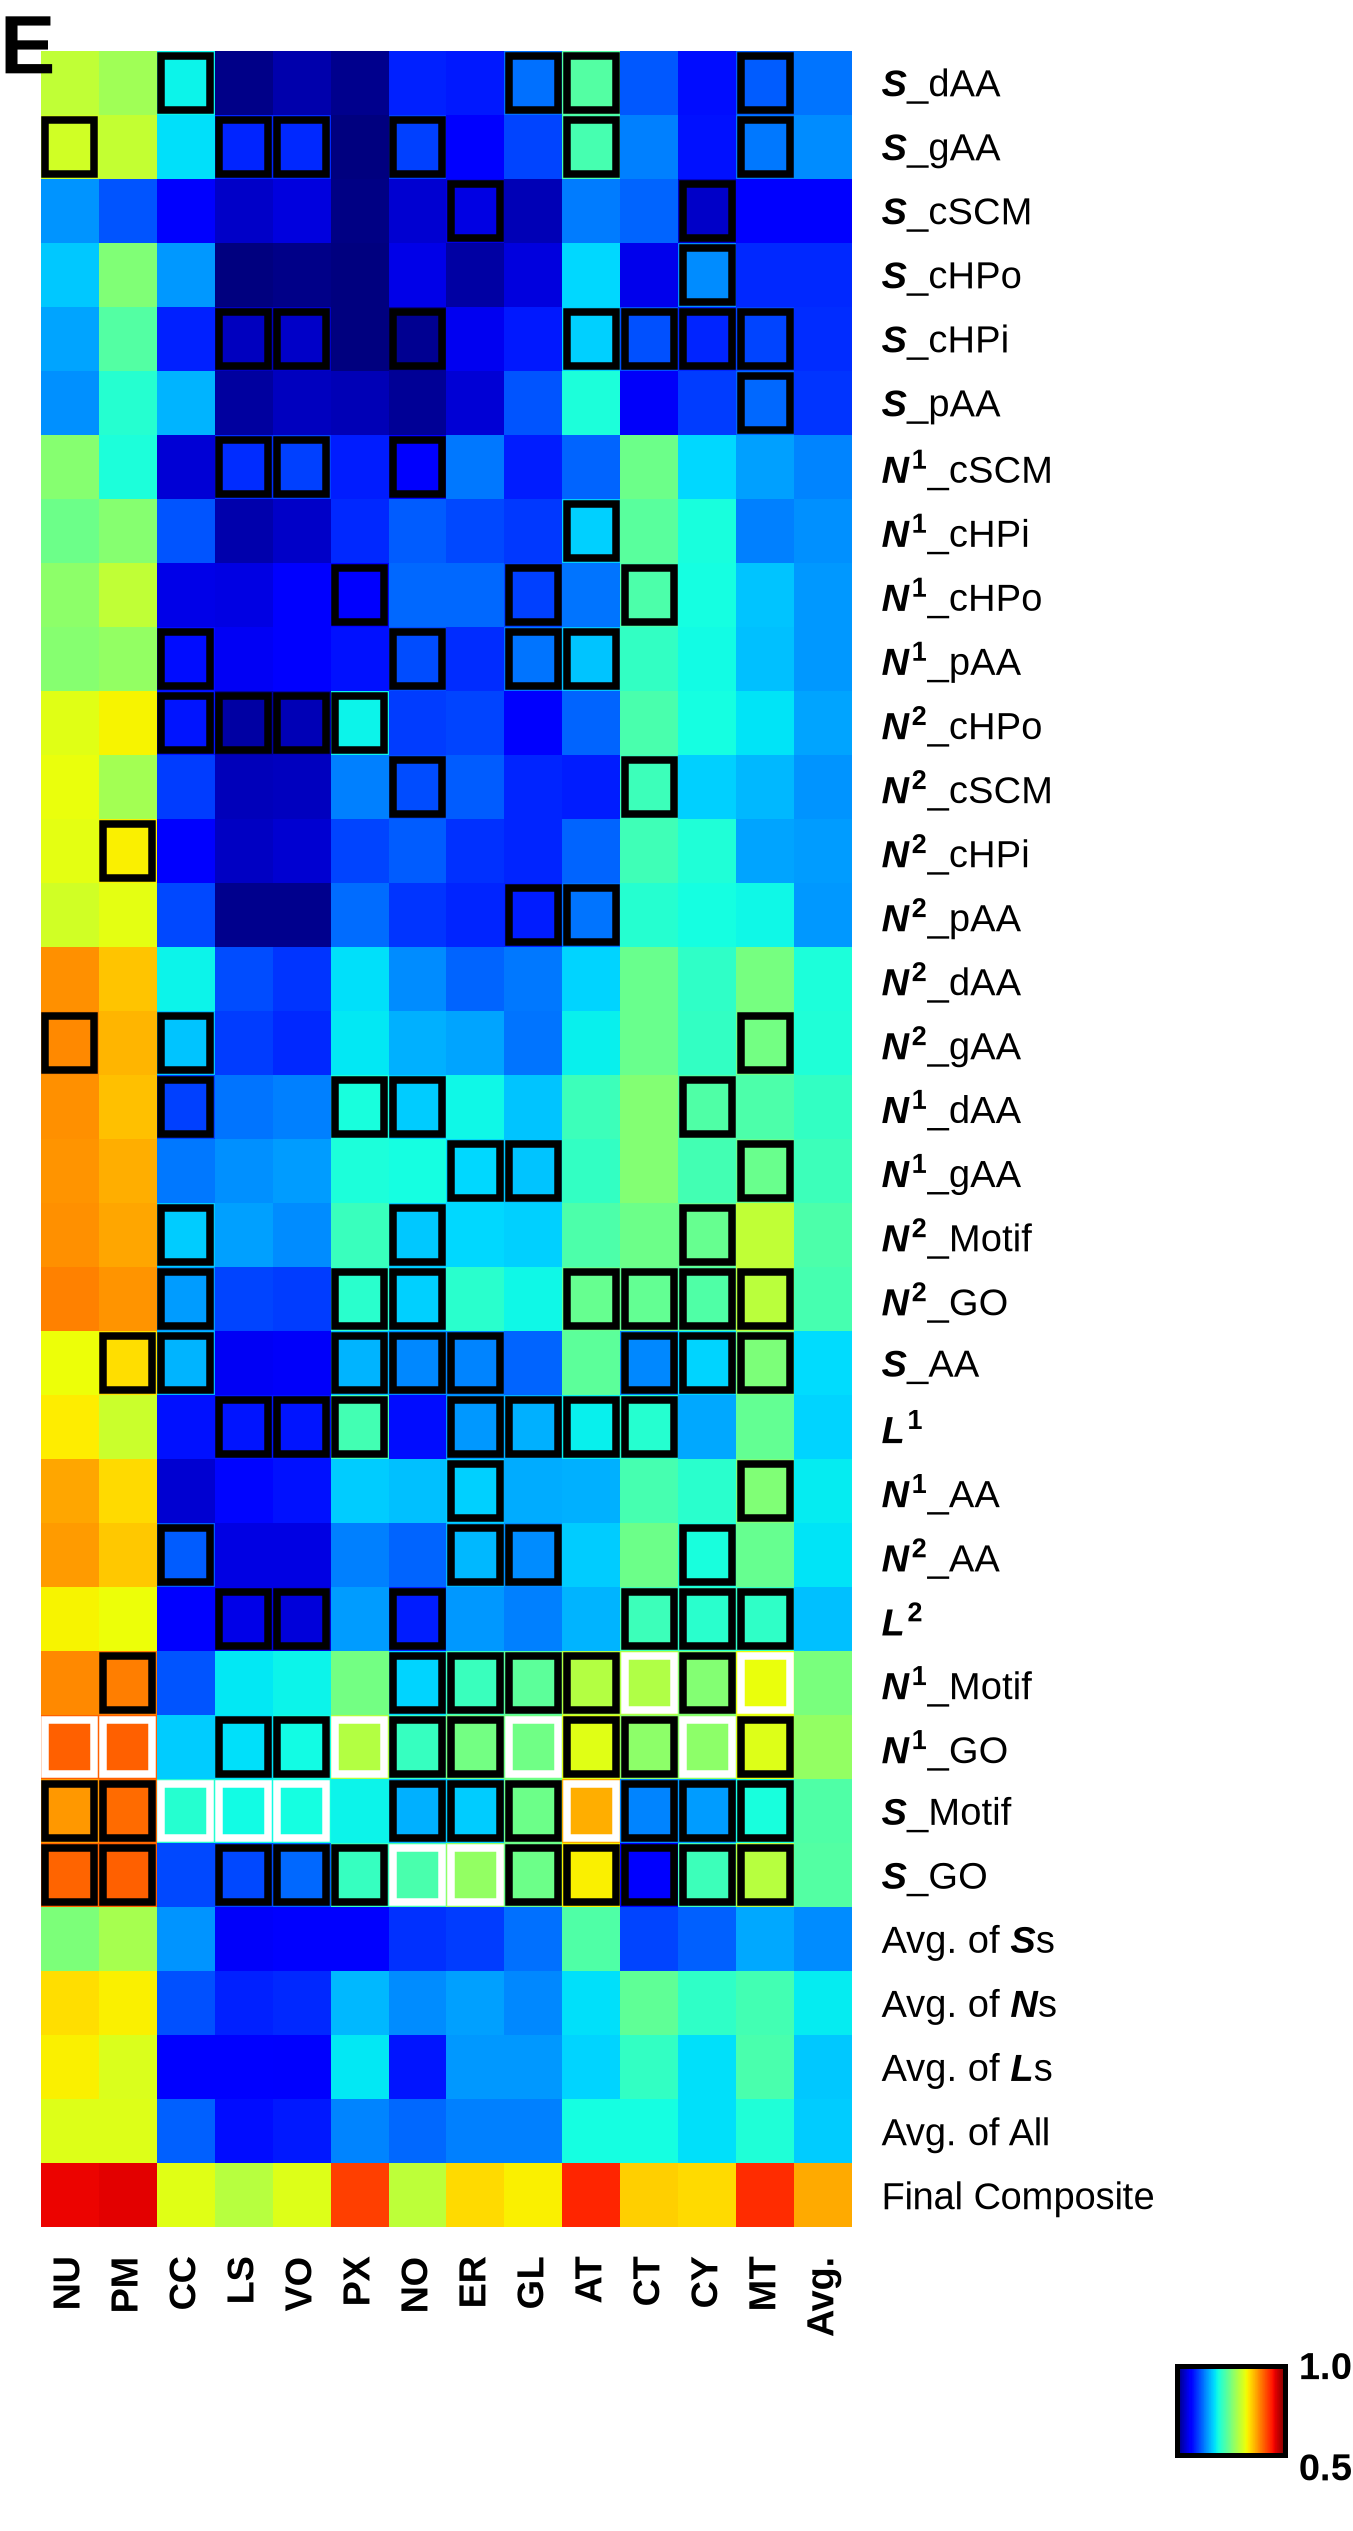 E
S_dAA
S_gAA
S_cSCM
S_cHPo
S_cHPi
S_pAA
N¹_cSCM
N¹_cHPi
N¹_cHPo
N¹_pAA
N²_cHPo
N²_cSCM
N²_cHPi
N²_pAA
N²_dAA
N²_gAA
N¹_dAA
N¹_gAA
N²_Motif
N²_GO
S_AA
L¹
N¹_AA
N²_AA
L²
N¹_Motif
N¹_GO
S_Motif
S_GO
Avg. of Ss
Avg. of Ns
Avg. of Ls
Avg. of All
Final Composite
NU PM CC LS VO PX NO ER GL AT CT CY MT Avg.
1.0
0.5